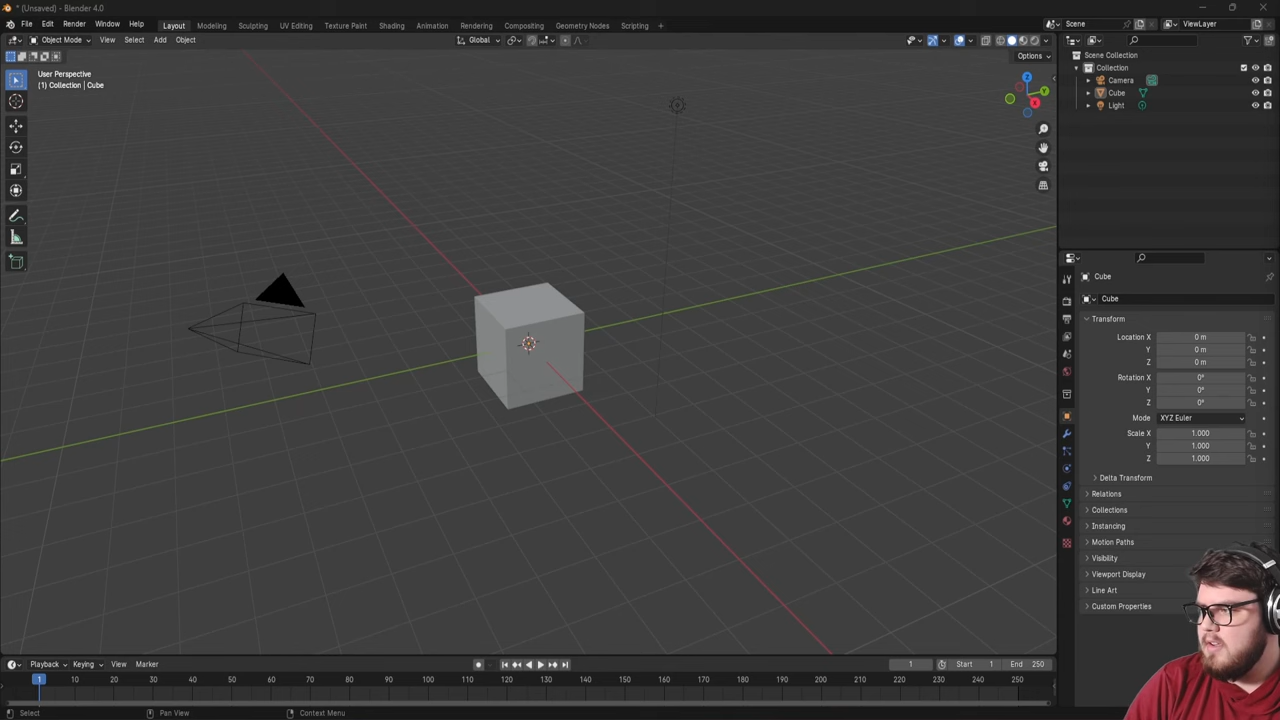 * (Unsaved) - Blender 4.0
File Edit Render Window Help Layout Modeling Sculpting UV Editing Texture Paint Shading Animation Rendering Compositing Geometry Nodes Scripting + Scene ViewLayer
Object Mode View Select Add Object Global
Options
User Perspective
(1) Collection | Cube
Z
Y
X
Scene Collection
Collection
Camera
Cube
Light
Cube
Cube
Transform
Location X 0 m
Y 0 m
Z 0 m
Rotation X 0°
Y 0°
Z 0°
Mode XYZ Euler
Scale X 1.000
Y 1.000
Z 1.000
Delta Transform
Relations
Collections
Instancing
Motion Paths
Visibility
Viewport Display
Line Art
Custom Properties
Playback Keying View Marker 1 Start 1 End 250
1 10 20 30 40 50 60 70 80 90 100 110 120 130 140 150 160 170 180 190 200 210 220 230 240 250
Select Pan View Context Menu